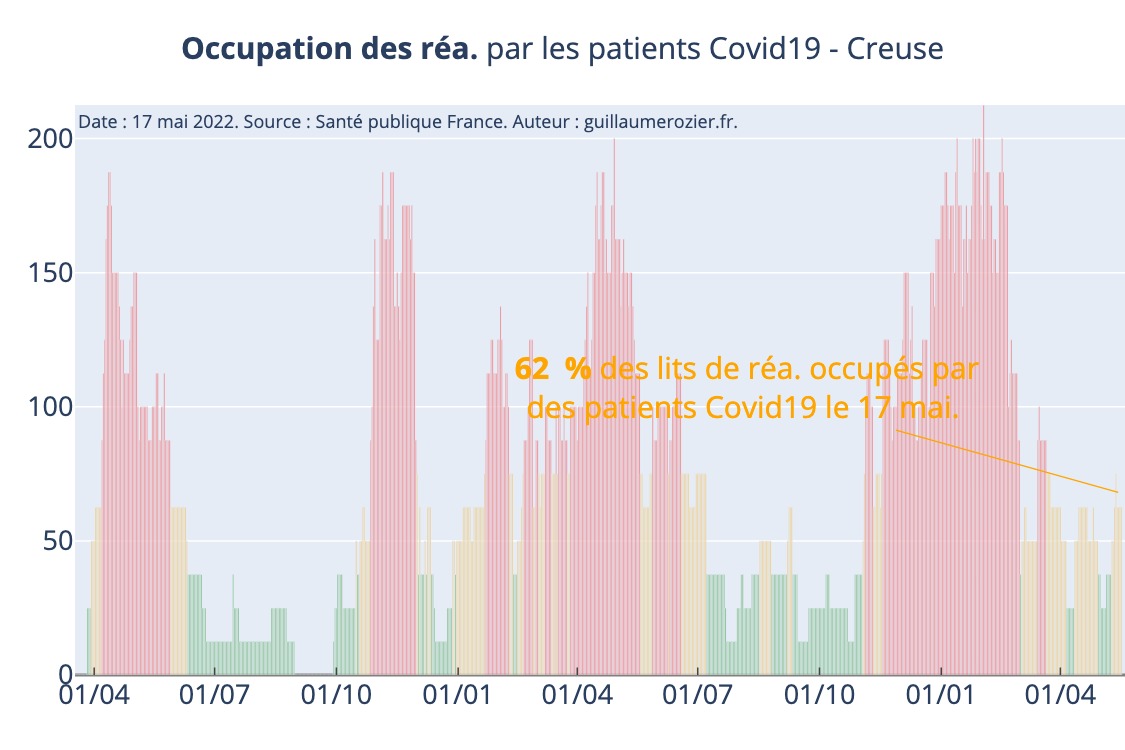 Occupation des réa. par les patients Covid19 - Creuse
Date : 17 mai 2022. Source : Santé publique France. Auteur : guillaumerozier.fr.
200
150
62  % des lits de réa. occupés par
des patients Covid19 le 17 mai.
100
50
0
01/04 01/07 01/10 01/01 01/04 01/07 01/10 01/01 01/04